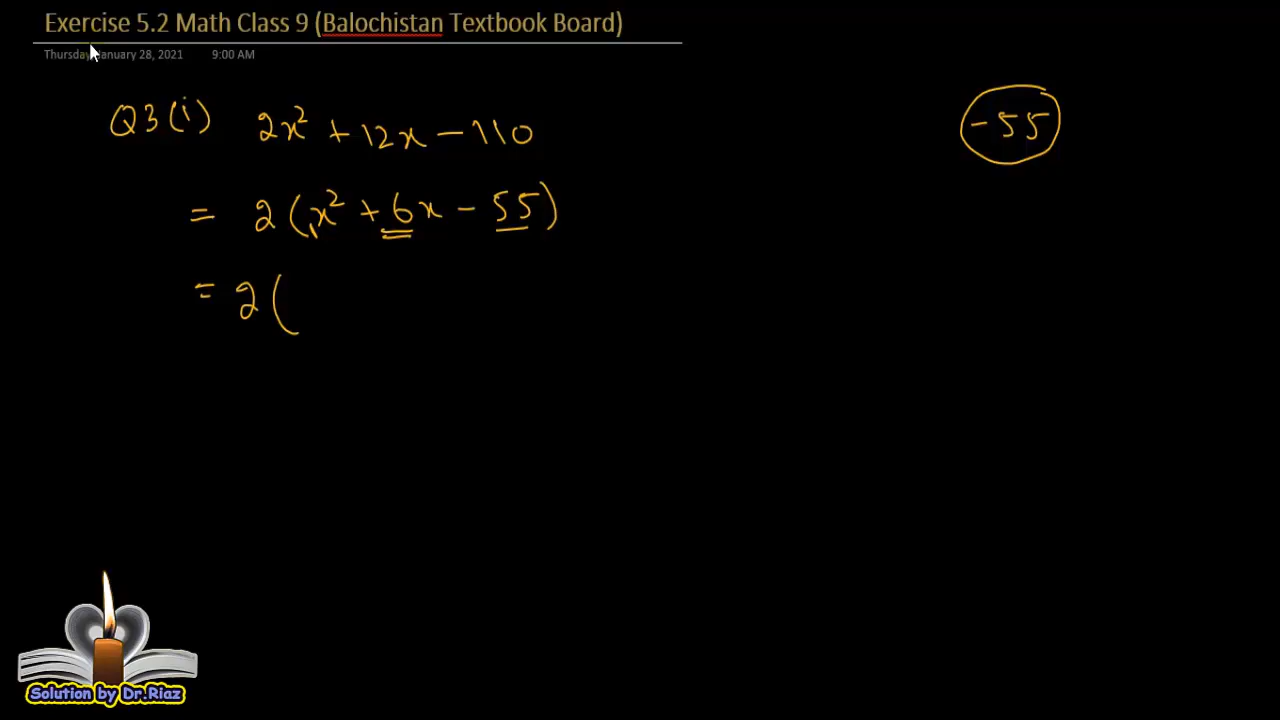 Exercise 5.2 Math Class 9 (Balochistan Textbook Board)
Thursday, January 28, 2021 9:00 AM
Q3(i) 2x² + 12x - 110
-55
= 2(x² + 6x - 55)
= 2(
Solution by Dr.Riaz